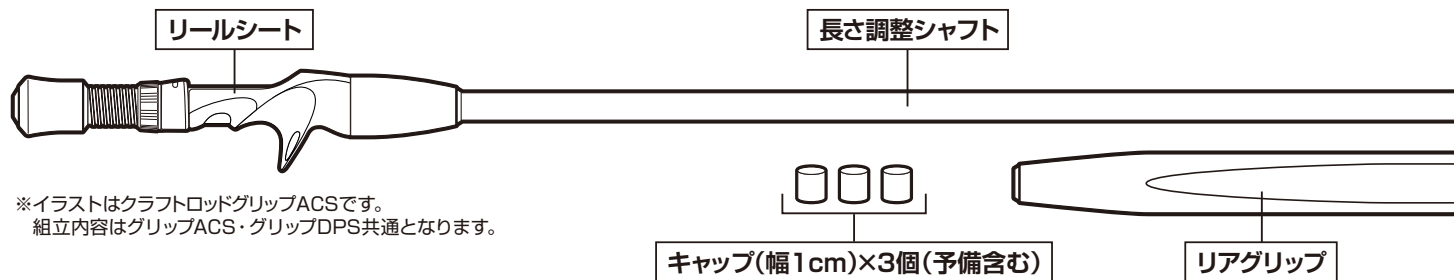 リールシート
長さ調整シャフト
※イラストはクラフトロッドグリップACSです。
組立内容はグリップACS・グリップDPS共通となります。
キャップ(幅1cm)×3個(予備含む)
リアグリップ